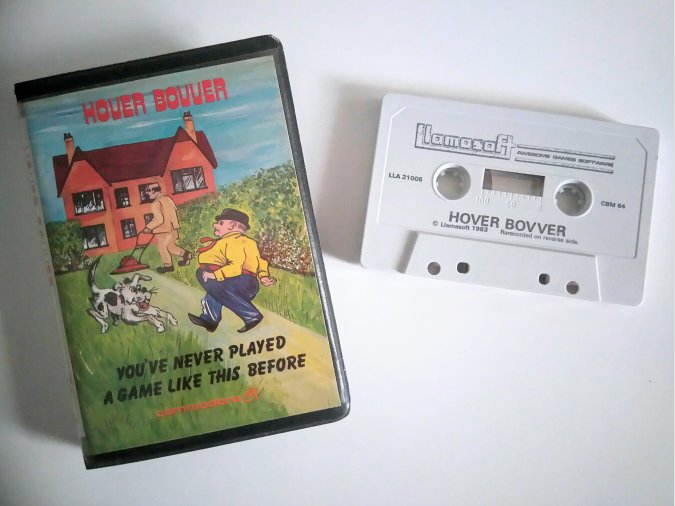 HOVER BOVVER
YOU'VE NEVER PLAYED
A GAME LIKE THIS BEFORE
commodore 64
llamasoft
AWESOME GAMES SOFTWARE
LLA 21005
100 50 0
CBM 64
HOVER BOVVER
© Llamasoft 1983 Rerecorded on reverse side.